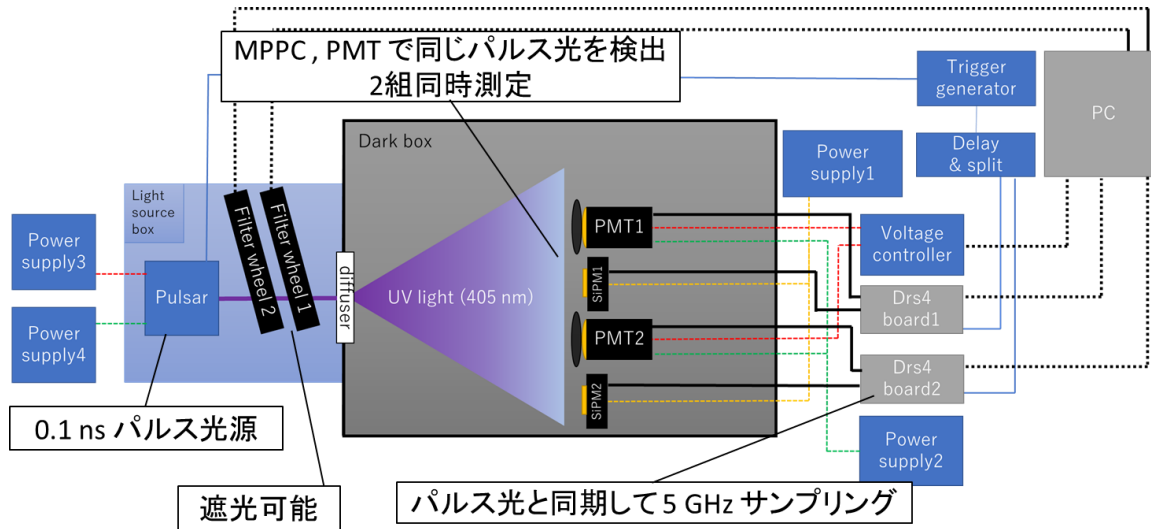 MPPC , PMT で同じパルス光を検出
2組同時測定
Trigger
generator
PC
Dark box
Delay
& split
Power
supply1
Light
source
box
Filter wheel 2
Filter wheel 1
PMT1
Voltage
controller
Power
supply3
SiPM1
diffuser
UV light (405 nm)
Pulsar
Drs4
board1
PMT2
Power
supply4
Drs4
board2
SiPM2
0.1 ns パルス光源
Power
supply2
遮光可能
パルス光と同期して 5 GHz サンプリング